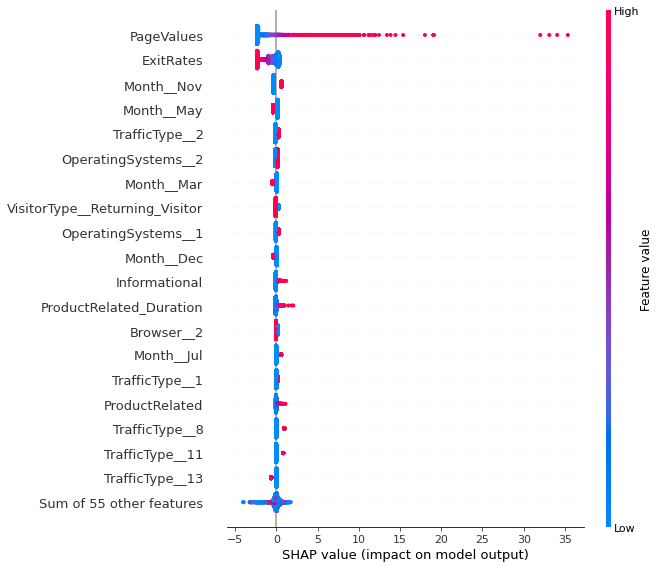 High
PageValues
ExitRates
Month__Nov
Month__May
TrafficType__2
OperatingSystems__2
Month__Mar
VisitorType__Returning_Visitor
OperatingSystems__1
Month__Dec
Informational
ProductRelated_Duration
Browser__2
Month__Jul
TrafficType__1
ProductRelated
TrafficType__8
TrafficType__11
TrafficType__13
Sum of 55 other features
Feature value
Low
−5 0 5 10 15 20 25 30 35
SHAP value (impact on model output)